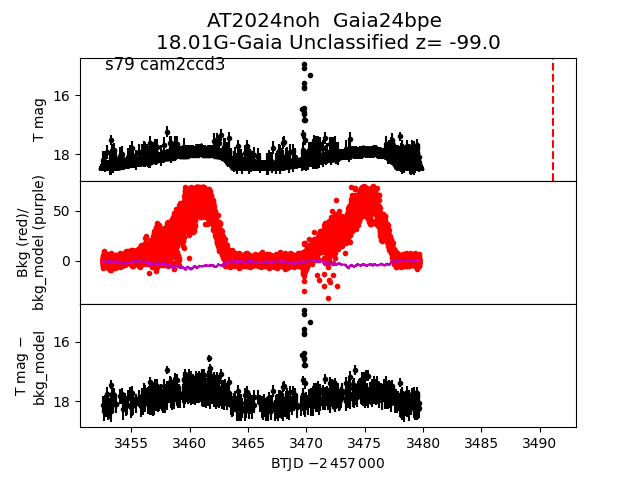 AT2024noh  Gaia24bpe
18.01G-Gaia Unclassified z= -99.0
s79 cam2ccd3
T mag
16
18
Bkg (red)/
bkg_model (purple)
50
0
T mag −
bkg_model
16
18
3455 3460 3465 3470 3475 3480 3485 3490
BTJD −2 457 000